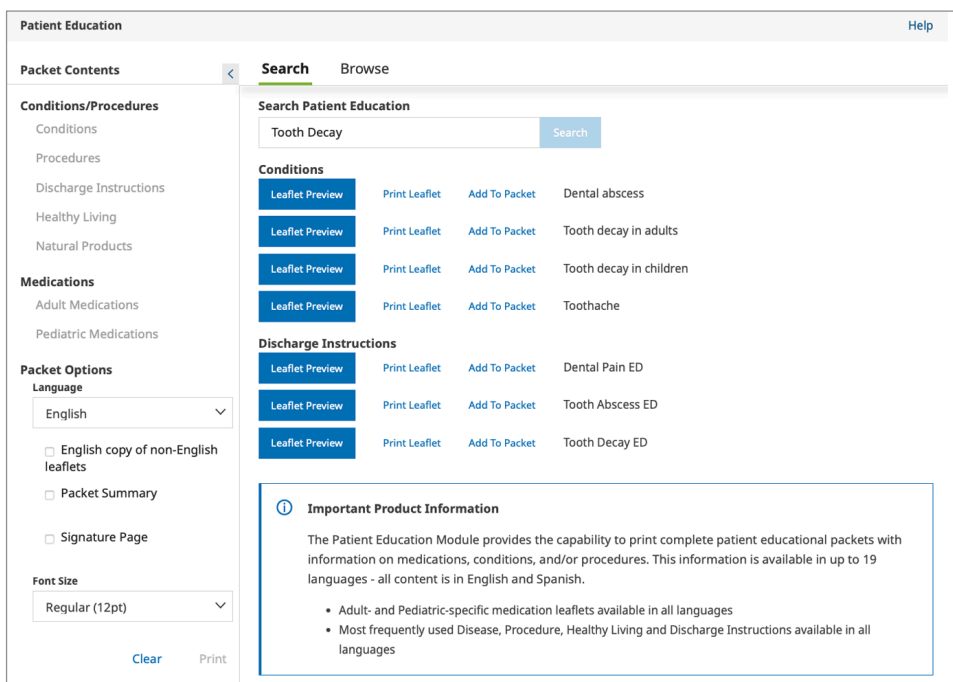 Patient Education
Help
Packet Contents
<
Search
Browse
Conditions/Procedures
Conditions
Procedures
Discharge Instructions
Healthy Living
Natural Products
Medications
Adult Medications
Pediatric Medications
Packet Options
Language
English
English copy of non-English
leaflets
Packet Summary
Signature Page
Font Size
Regular (12pt)
Clear
Print
Search Patient Education
Tooth Decay
Search
Conditions
Leaflet Preview Print Leaflet Add To Packet Dental abscess
Leaflet Preview Print Leaflet Add To Packet Tooth decay in adults
Leaflet Preview Print Leaflet Add To Packet Tooth decay in children
Leaflet Preview Print Leaflet Add To Packet Toothache
Discharge Instructions
Leaflet Preview Print Leaflet Add To Packet Dental Pain ED
Leaflet Preview Print Leaflet Add To Packet Tooth Abscess ED
Leaflet Preview Print Leaflet Add To Packet Tooth Decay ED
Important Product Information
The Patient Education Module provides the capability to print complete patient educational packets with
information on medications, conditions, and/or procedures. This information is available in up to 19
languages - all content is in English and Spanish.
• Adult- and Pediatric-specific medication leaflets available in all languages
• Most frequently used Disease, Procedure, Healthy Living and Discharge Instructions available in all
languages